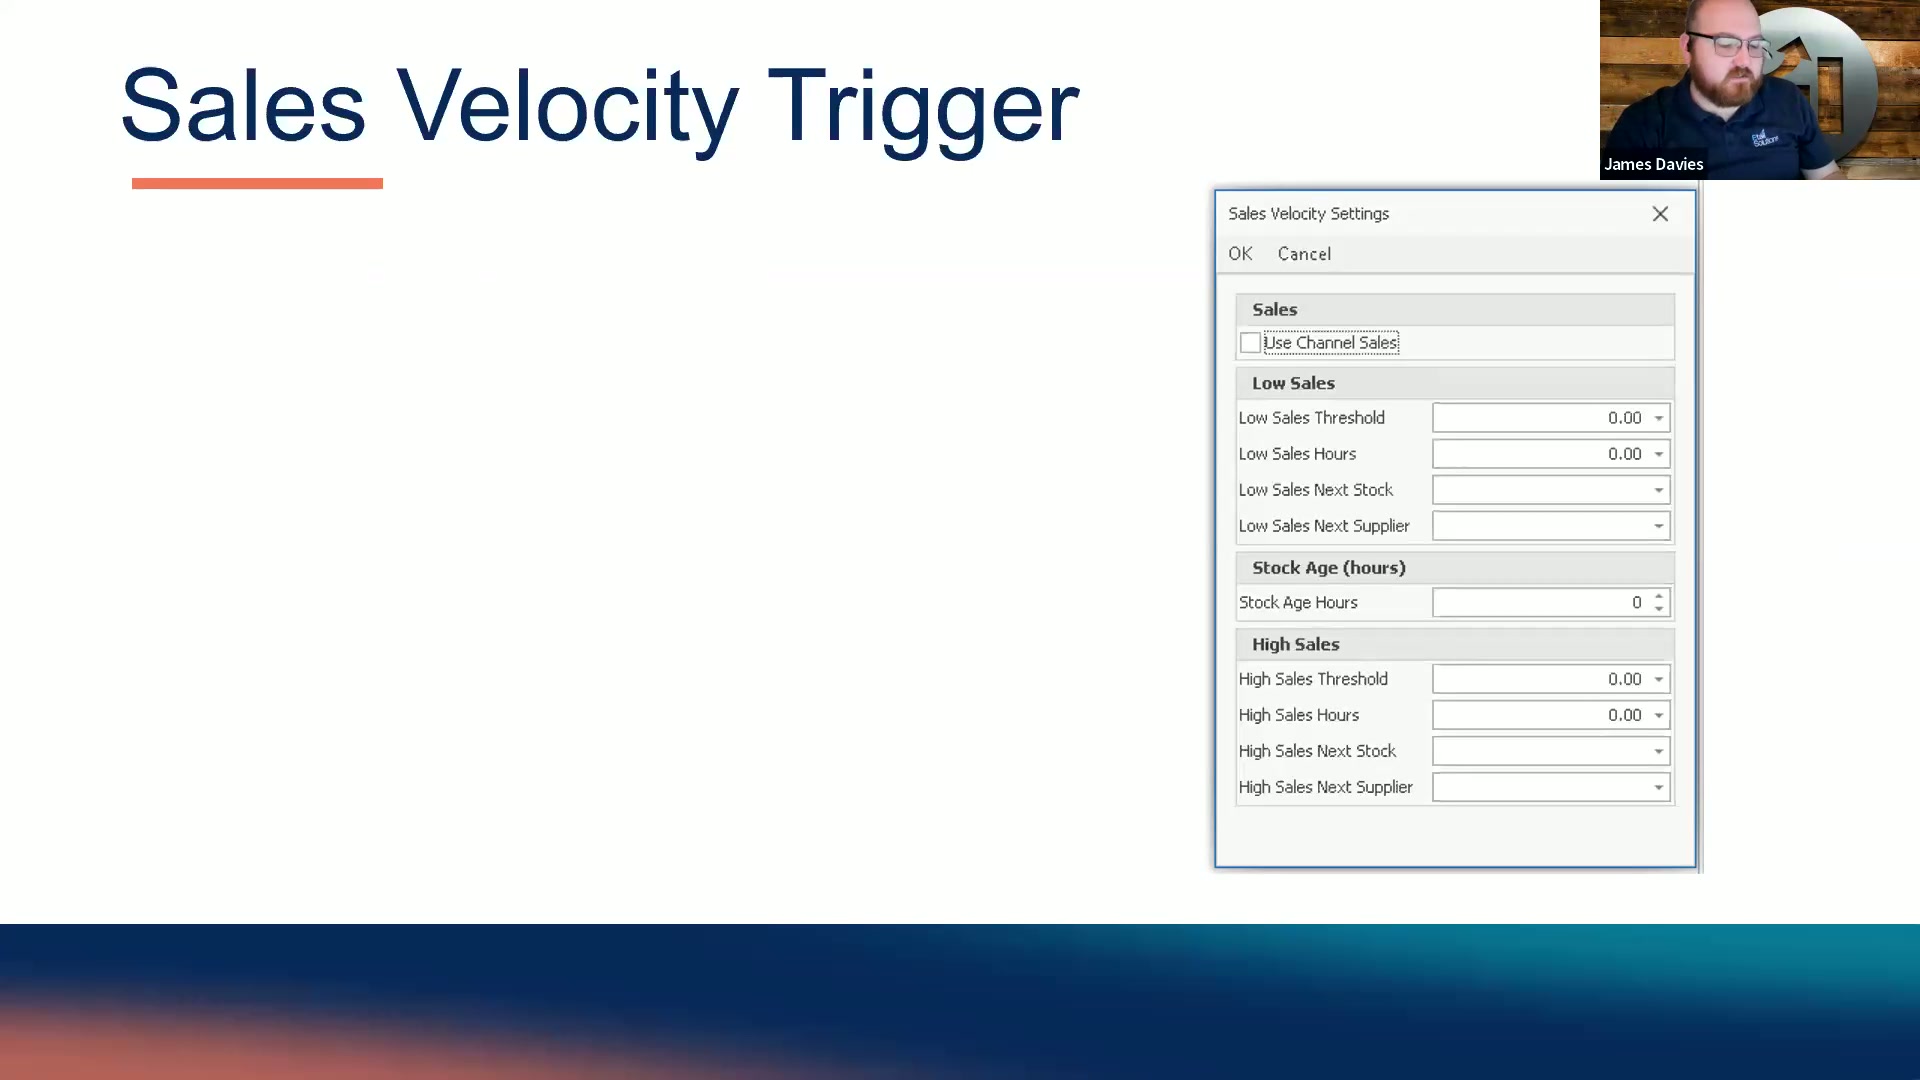 Sales Velocity Trigger
James Davies
Etail
Solutions
Sales Velocity Settings
OK Cancel
Sales
Use Channel Sales
Low Sales
Low Sales Threshold 0.00
Low Sales Hours 0.00
Low Sales Next Stock
Low Sales Next Supplier
Stock Age (hours)
Stock Age Hours 0
High Sales
High Sales Threshold 0.00
High Sales Hours 0.00
High Sales Next Stock
High Sales Next Supplier